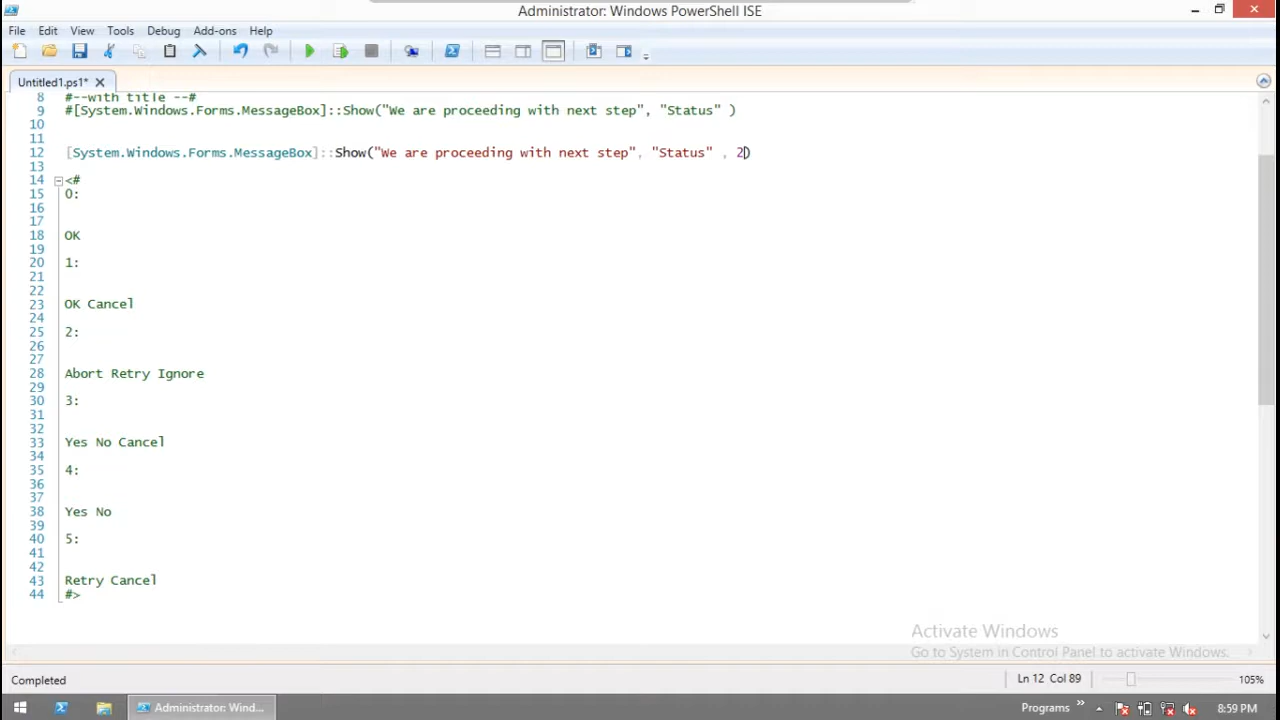 Administrator: Windows PowerShell ISE
File Edit View Tools Debug Add-ons Help
Untitled1.ps1*
8 #--with title --#
9 #[System.Windows.Forms.MessageBox]::Show("We are proceeding with next step", "Status" )
10
11
12 [System.Windows.Forms.MessageBox]::Show("We are proceeding with next step", "Status" , 2)
13
14 <#
15 0:
16
17
18 OK
19
20 1:
21
22
23 OK Cancel
24
25 2:
26
27
28 Abort Retry Ignore
29
30 3:
31
32
33 Yes No Cancel
34
35 4:
36
37
38 Yes No
39
40 5:
41
42
43 Retry Cancel
44 #>
Activate Windows
Go to System in Control Panel to activate Windows.
Completed Ln 12 Col 89 105%
Administrator: Wind... Programs 8:59 PM